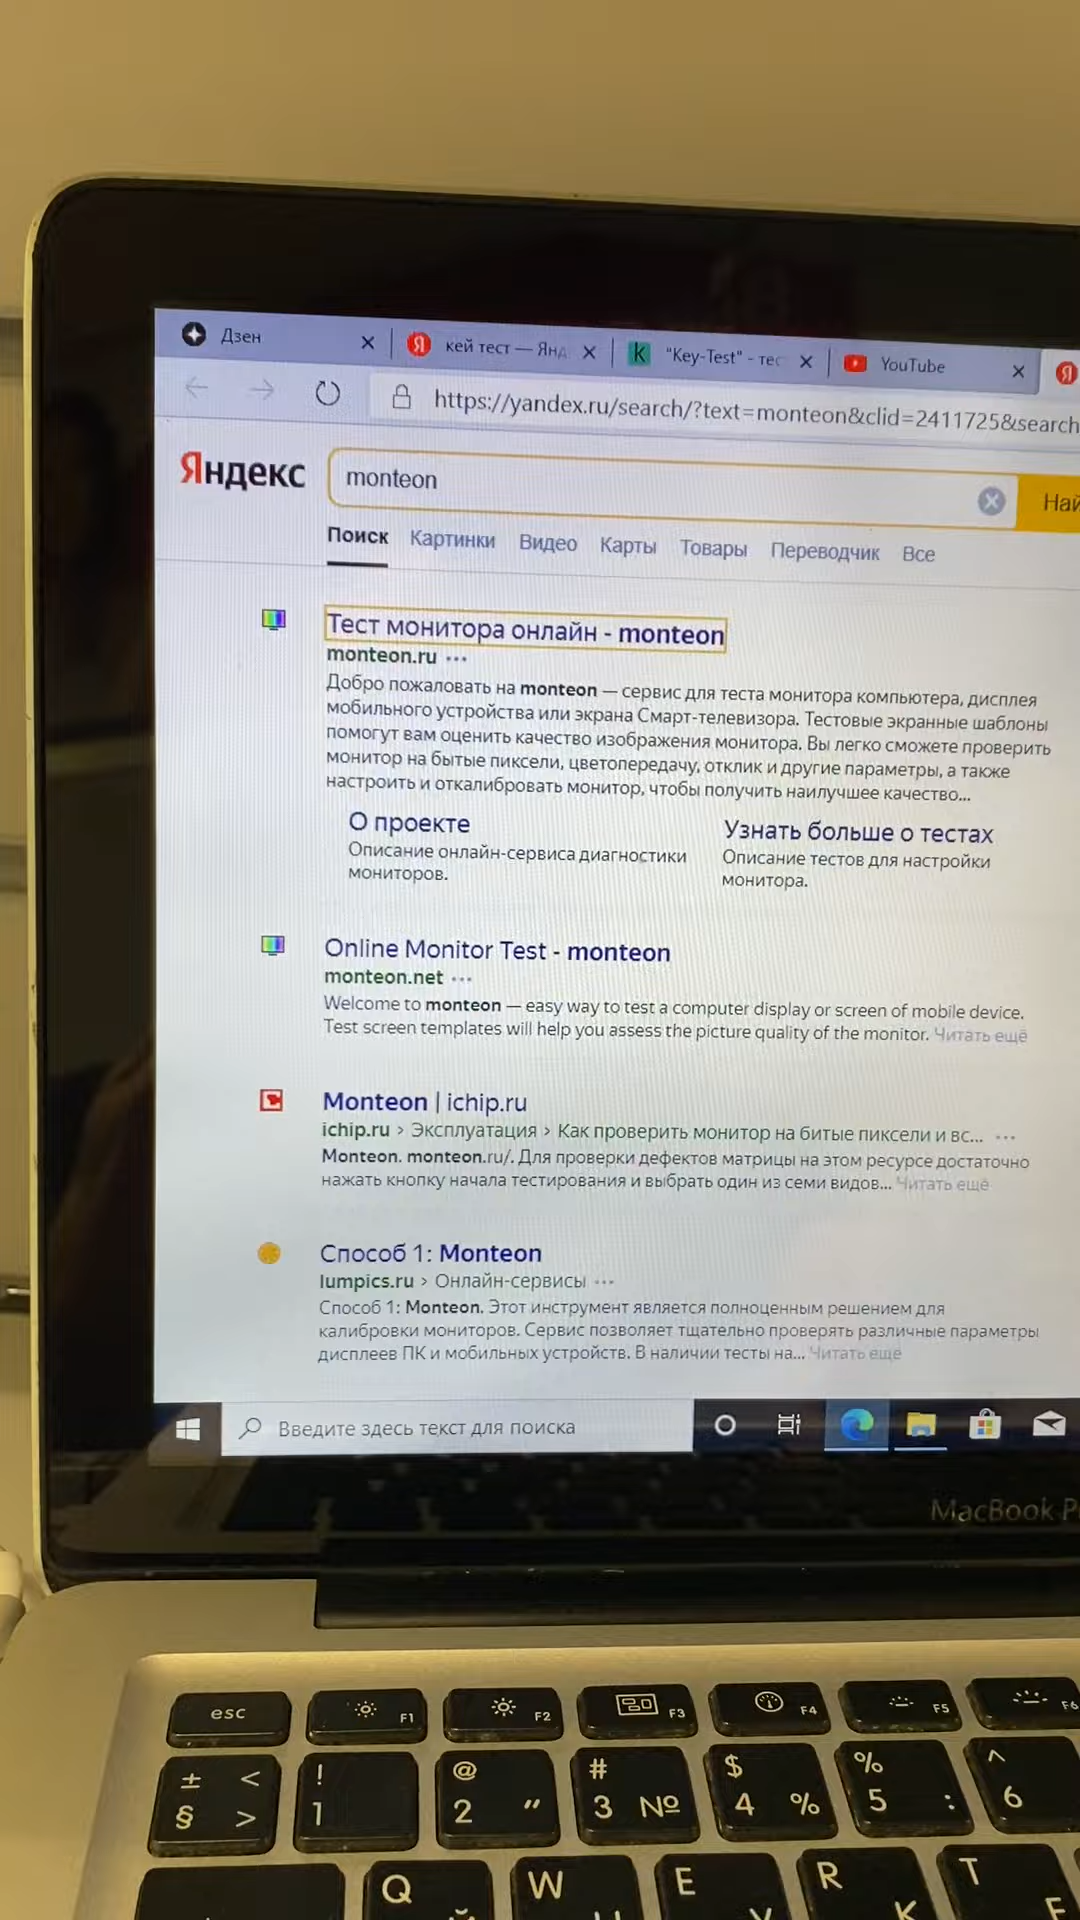 Дзен
кей тест — Янд
"Key-Test" - тес
YouTube
https://yandex.ru/search/?text=monteon&clid=2411725&search
Яндекс
monteon
Най
Поиск Картинки Видео Карты Товары Переводчик Все
Тест монитора онлайн - monteon
monteon.ru
Добро пожаловать на monteon — сервис для теста монитора компьютера, дисплея
мобильного устройства или экрана Смарт-телевизора. Тестовые экранные шаблоны
помогут вам оценить качество изображения монитора. Вы легко сможете проверить
монитор на бытые пиксели, цветопередачу, отклик и другие параметры, а также
настроить и откалибровать монитор, чтобы получить наилучшее качество...
О проекте
Описание онлайн-сервиса диагностики
мониторов.
Узнать больше о тестах
Описание тестов для настройки
монитора.
Online Monitor Test - monteon
monteon.net
Welcome to monteon — easy way to test a computer display or screen of mobile device.
Test screen templates will help you assess the picture quality of the monitor. Читать ещё
Monteon | ichip.ru
ichip.ru › Эксплуатация › Как проверить монитор на битые пиксели и вс...
Monteon. monteon.ru/. Для проверки дефектов матрицы на этом ресурсе достаточно
нажать кнопку начала тестирования и выбрать один из семи видов... Читать ещё
Способ 1: Monteon
lumpics.ru › Онлайн-сервисы
Способ 1: Monteon. Этот инструмент является полноценным решением для
калибровки мониторов. Сервис позволяет тщательно проверять различные параметры
дисплеев ПК и мобильных устройств. В наличии тесты на... Читать ещё
Введите здесь текст для поиска
MacBook P
esc F1 F2 F3 F4 F5 F6
± < ! @ # $ % ^
§ > 1 2 " 3 № 4 % 5 : 6
Q W E R T
К Е